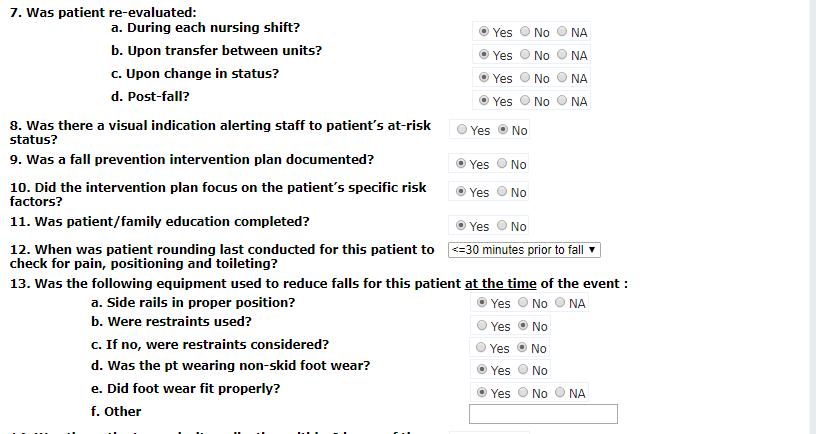 7. Was patient re-evaluated:
a. During each nursing shift? Yes No NA
b. Upon transfer between units? Yes No NA
c. Upon change in status? Yes No NA
d. Post-fall? Yes No NA
8. Was there a visual indication alerting staff to patient's at-risk status? Yes No
9. Was a fall prevention intervention plan documented? Yes No
10. Did the intervention plan focus on the patient's specific risk factors? Yes No
11. Was patient/family education completed? Yes No
12. When was patient rounding last conducted for this patient to check for pain, positioning and toileting? <=30 minutes prior to fall
13. Was the following equipment used to reduce falls for this patient at the time of the event :
a. Side rails in proper position? Yes No NA
b. Were restraints used? Yes No
c. If no, were restraints considered? Yes No
d. Was the pt wearing non-skid foot wear? Yes No
e. Did foot wear fit properly? Yes No NA
f. Other